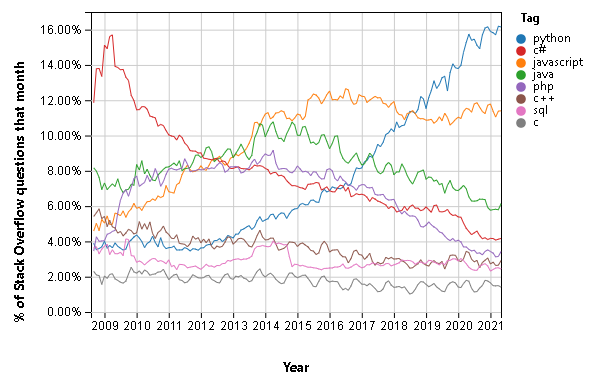 Tag
python
c#
javascript
java
php
c++
sql
c
% of Stack Overflow questions that month
16.00%
14.00%
12.00%
10.00%
8.00%
6.00%
4.00%
2.00%
0.00%
2009 2010 2011 2012 2013 2014 2015 2016 2017 2018 2019 2020 2021
Year